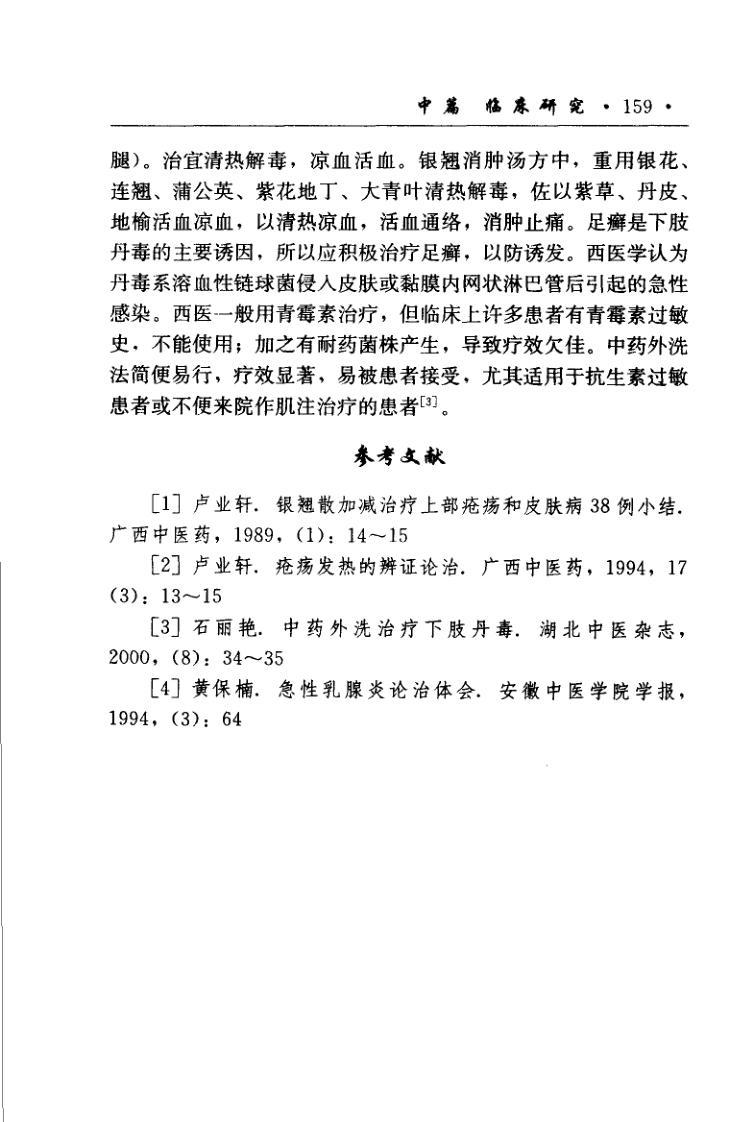 中篇 临床研究 · 159 ·
腿)。治宜清热解毒，凉血活血。银翘消肿汤方中，重用银花、
连翘、蒲公英、紫花地丁、大青叶清热解毒，佐以紫草、丹皮、
地榆活血凉血，以清热凉血，活血通络，消肿止痛。足癣是下肢
丹毒的主要诱因，所以应积极治疗足癣，以防诱发。西医学认为
丹毒系溶血性链球菌侵入皮肤或黏膜内网状淋巴管后引起的急性
感染。西医一般用青霉素治疗，但临床上许多患者有青霉素过敏
史，不能使用；加之有耐药菌株产生，导致疗效欠佳。中药外洗
法简便易行，疗效显著，易被患者接受，尤其适用于抗生素过敏
患者或不便来院作肌注治疗的患者[3]。
参考文献
[1] 卢业轩. 银翘散加减治疗上部疮疡和皮肤病 38 例小结.
广西中医药，1989，(1)：14～15
[2] 卢业轩. 疮疡发热的辨证论治. 广西中医药，1994，17
(3)：13～15
[3] 石丽艳. 中药外洗治疗下肢丹毒. 湖北中医杂志，
2000，(8)：34～35
[4] 黄保楠. 急性乳腺炎论治体会. 安徽中医学院学报，
1994，(3)：64